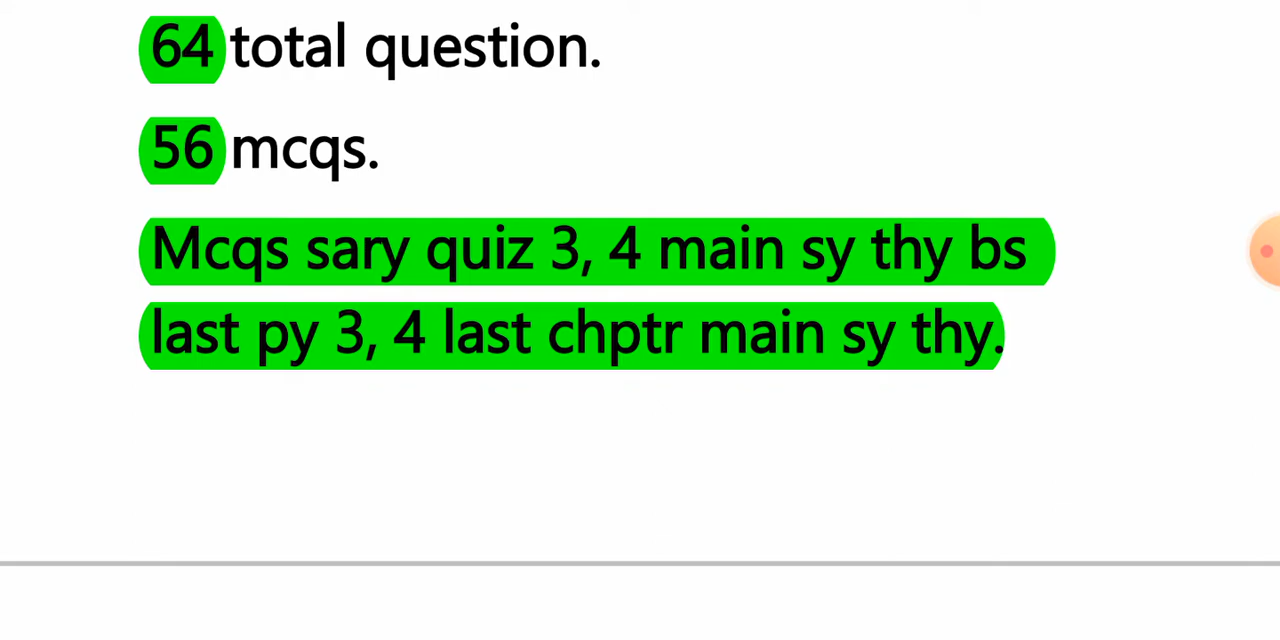 64 total question.
56 mcqs.
Mcqs sary quiz 3, 4 main sy thy bs
last py 3, 4 last chptr main sy thy.